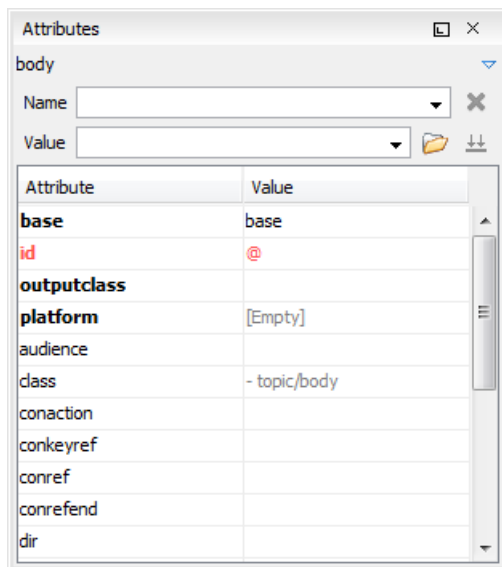 Attributes
body
Name
Value
Attribute Value
base base
id @
outputclass
platform [Empty]
audience
class - topic/body
conaction
conkeyref
conref
conrefend
dir